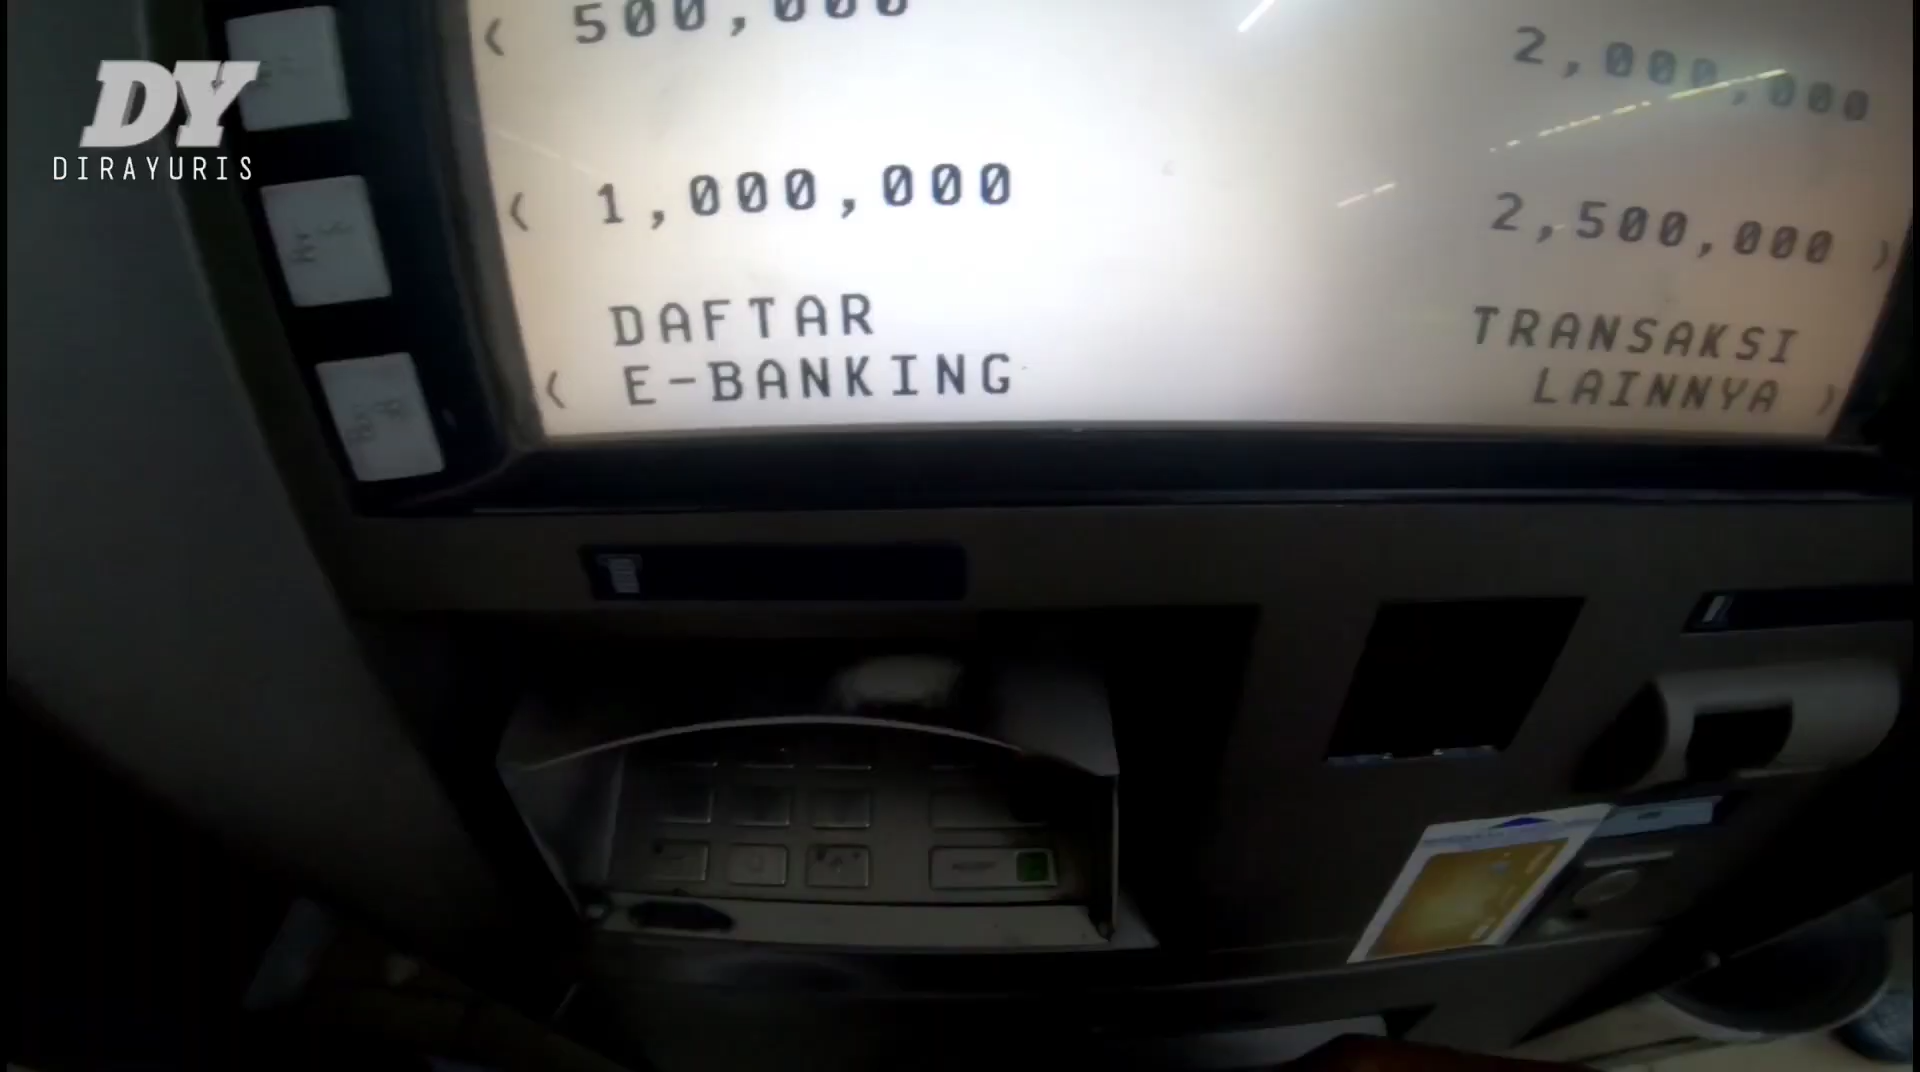 DY
DIRAYURIS
< 500,000
2,000,000
< 1,000,000
2,500,000 >
DAFTAR
< E-BANKING
TRANSAKSI
LAINNYA >